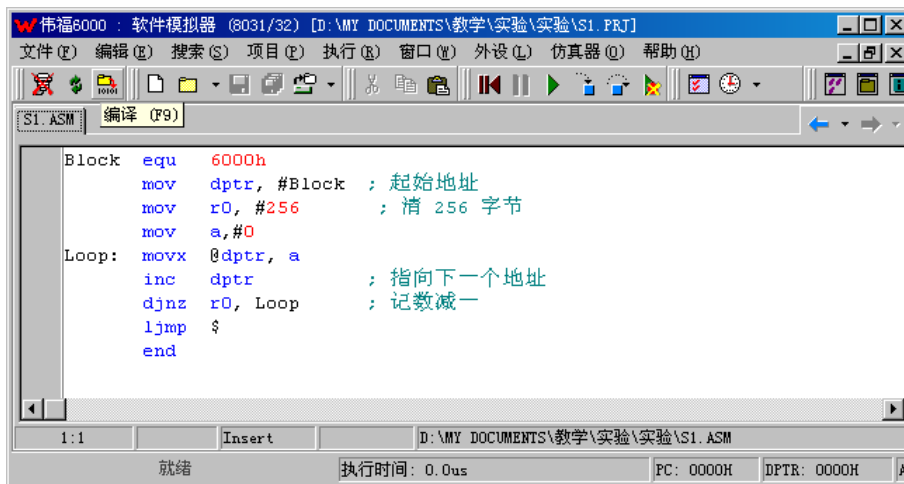 伟福6000 : 软件模拟器 (8031/32) [D:\MY DOCUMENTS\教学\实验\实验\S1.PRJ]
文件(F) 编辑(E) 搜索(S) 项目(P) 执行(R) 窗口(W) 外设(L) 仿真器(O) 帮助(H)
S1.ASM 编译 (F9)
Block equ 6000h
mov dptr, #Block ; 起始地址
mov r0, #256 ; 清 256 字节
mov a,#0
Loop: movx @dptr, a
inc dptr ; 指向下一个地址
djnz r0, Loop ; 记数减一
ljmp $
end
1:1 Insert D:\MY DOCUMENTS\教学\实验\实验\S1.ASM
就绪 执行时间: 0.0us PC: 0000H DPTR: 0000H